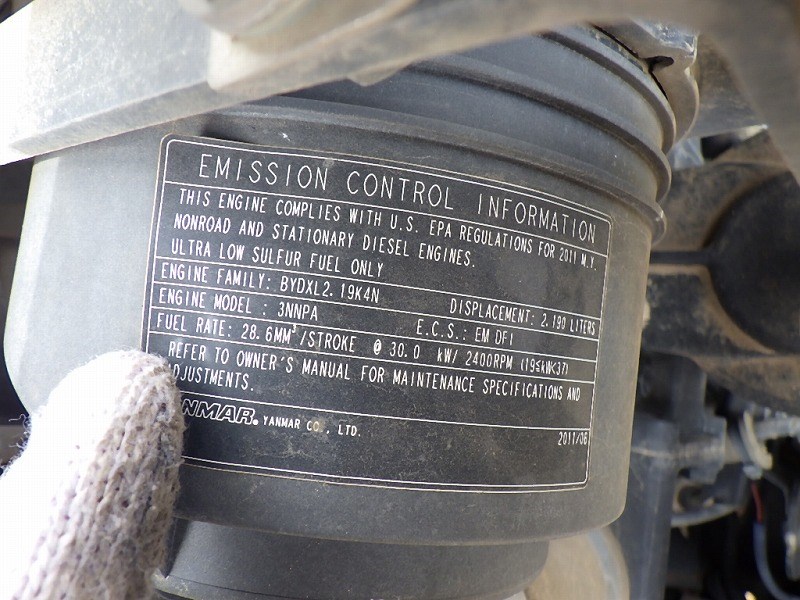 EMISSION CONTROL INFORMATION
THIS ENGINE COMPLIES WITH U.S. EPA REGULATIONS FOR 2011 M.Y.
NONROAD AND STATIONARY DIESEL ENGINES.
ULTRA LOW SULFUR FUEL ONLY
ENGINE FAMILY: BYDXL2.19K4N DISPLACEMENT: 2.190 LITERS
ENGINE MODEL : 3NNPA E.C.S.: EM DFI
FUEL RATE: 28.6MM³/STROKE @ 30.0 kW/ 2400RPM (19≤kW<37)
REFER TO OWNER'S MANUAL FOR MAINTENANCE SPECIFICATIONS AND
ADJUSTMENTS.
YANMAR. YANMAR CO., LTD. 2011/06